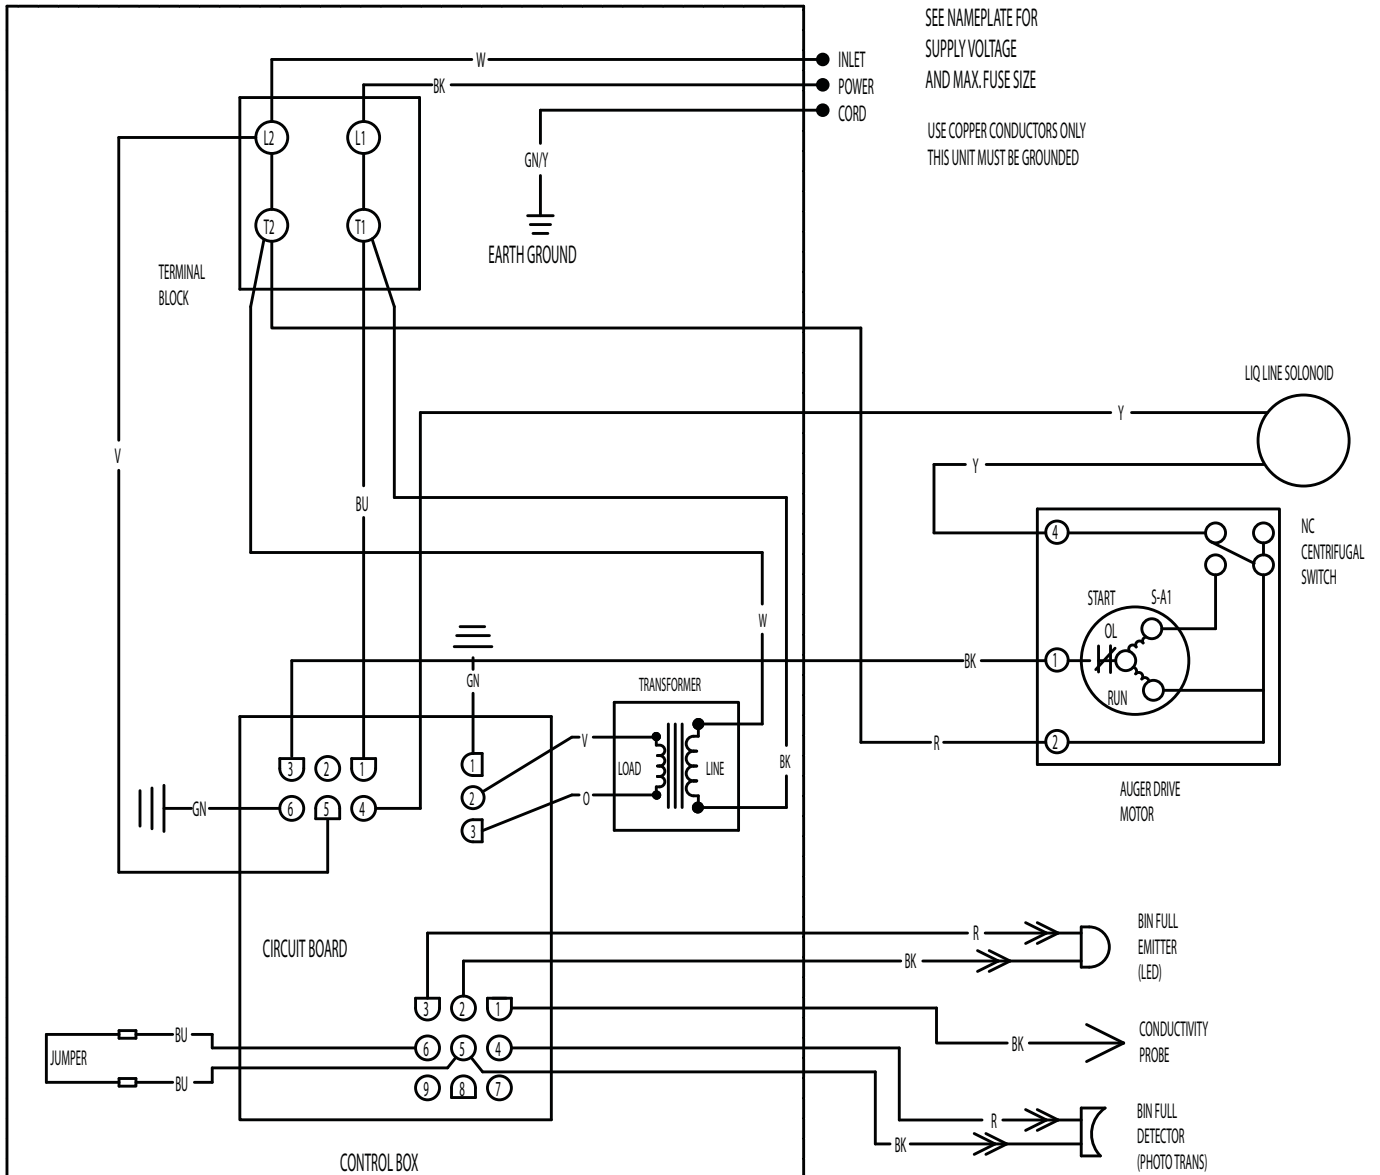 SEE NAMEPLATE FOR
SUPPLY VOLTAGE
AND MAX. FUSE SIZE
USE COPPER CONDUCTORS ONLY
THIS UNIT MUST BE GROUNDED
W
INLET
BK
POWER
CORD
L2
L1
GN/Y
T2
T1
EARTH GROUND
TERMINAL
BLOCK
LIQ LINE SOLONOID
Y
V
Y
BU
4
NC
CENTRIFUGAL
SWITCH
START
S-A1
W
OL
BK
1
GN
TRANSFORMER
RUN
R
2
V
3
2
1
1
LOAD
LINE
BK
AUGER DRIVE
MOTOR
GN
6
5
4
2
O
3
CIRCUIT BOARD
R
BIN FULL
EMITTER
(LED)
BK
3
2
1
CONDUCTIVITY
PROBE
BK
BU
JUMPER
6
5
4
BU
9
8
7
R
BK
BIN FULL
DETECTOR
(PHOTO TRANS)
CONTROL BOX